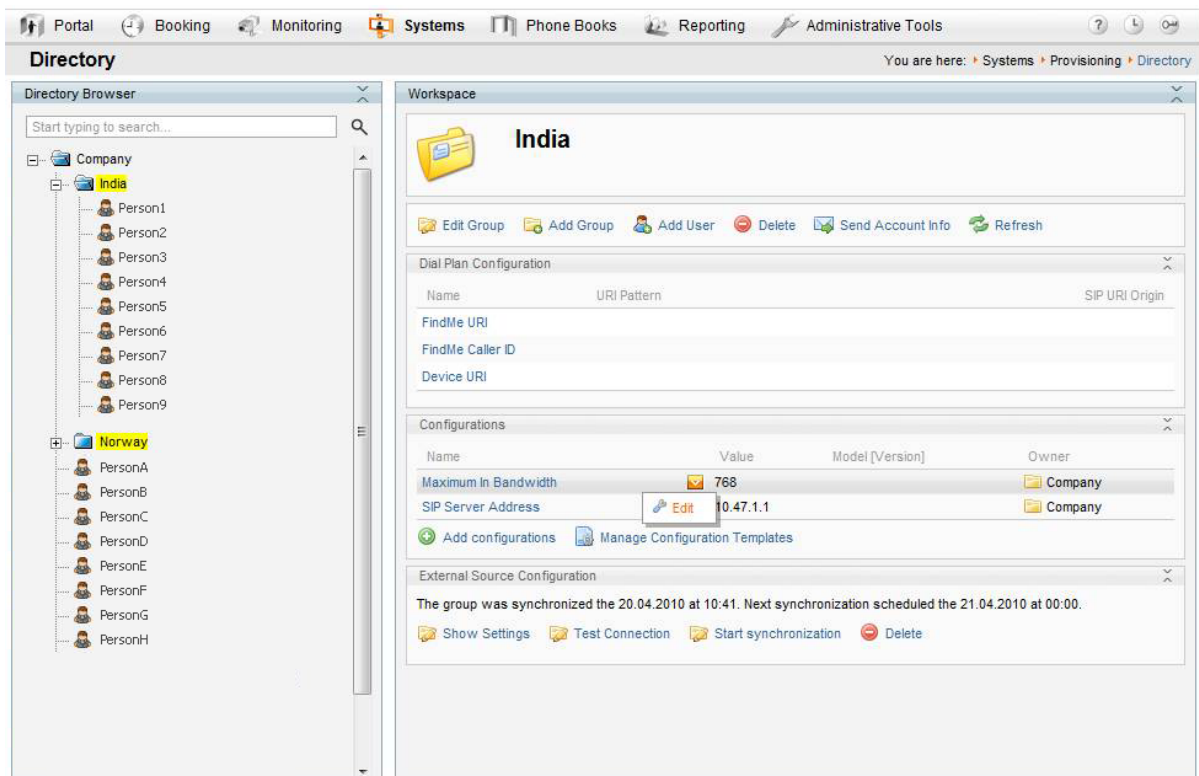 Portal Booking Monitoring Systems Phone Books Reporting Administrative Tools ?
Directory
You are here: Systems Provisioning Directory
Directory Browser
Start typing to search...
Company
India
Person1
Person2
Person3
Person4
Person5
Person6
Person7
Person8
Person9
Norway
PersonA
PersonB
PersonC
PersonD
PersonE
PersonF
PersonG
PersonH
Workspace
India
Edit Group Add Group Add User Delete Send Account Info Refresh
Dial Plan Configuration
Name URI Pattern SIP URI Origin
FindMe URI
FindMe Caller ID
Device URI
Configurations
Name Value Model [Version] Owner
Maximum In Bandwidth 768 Company
SIP Server Address Edit 10.47.1.1 Company
Add configurations Manage Configuration Templates
External Source Configuration
The group was synchronized the 20.04.2010 at 10:41. Next synchronization scheduled the 21.04.2010 at 00:00.
Show Settings Test Connection Start synchronization Delete